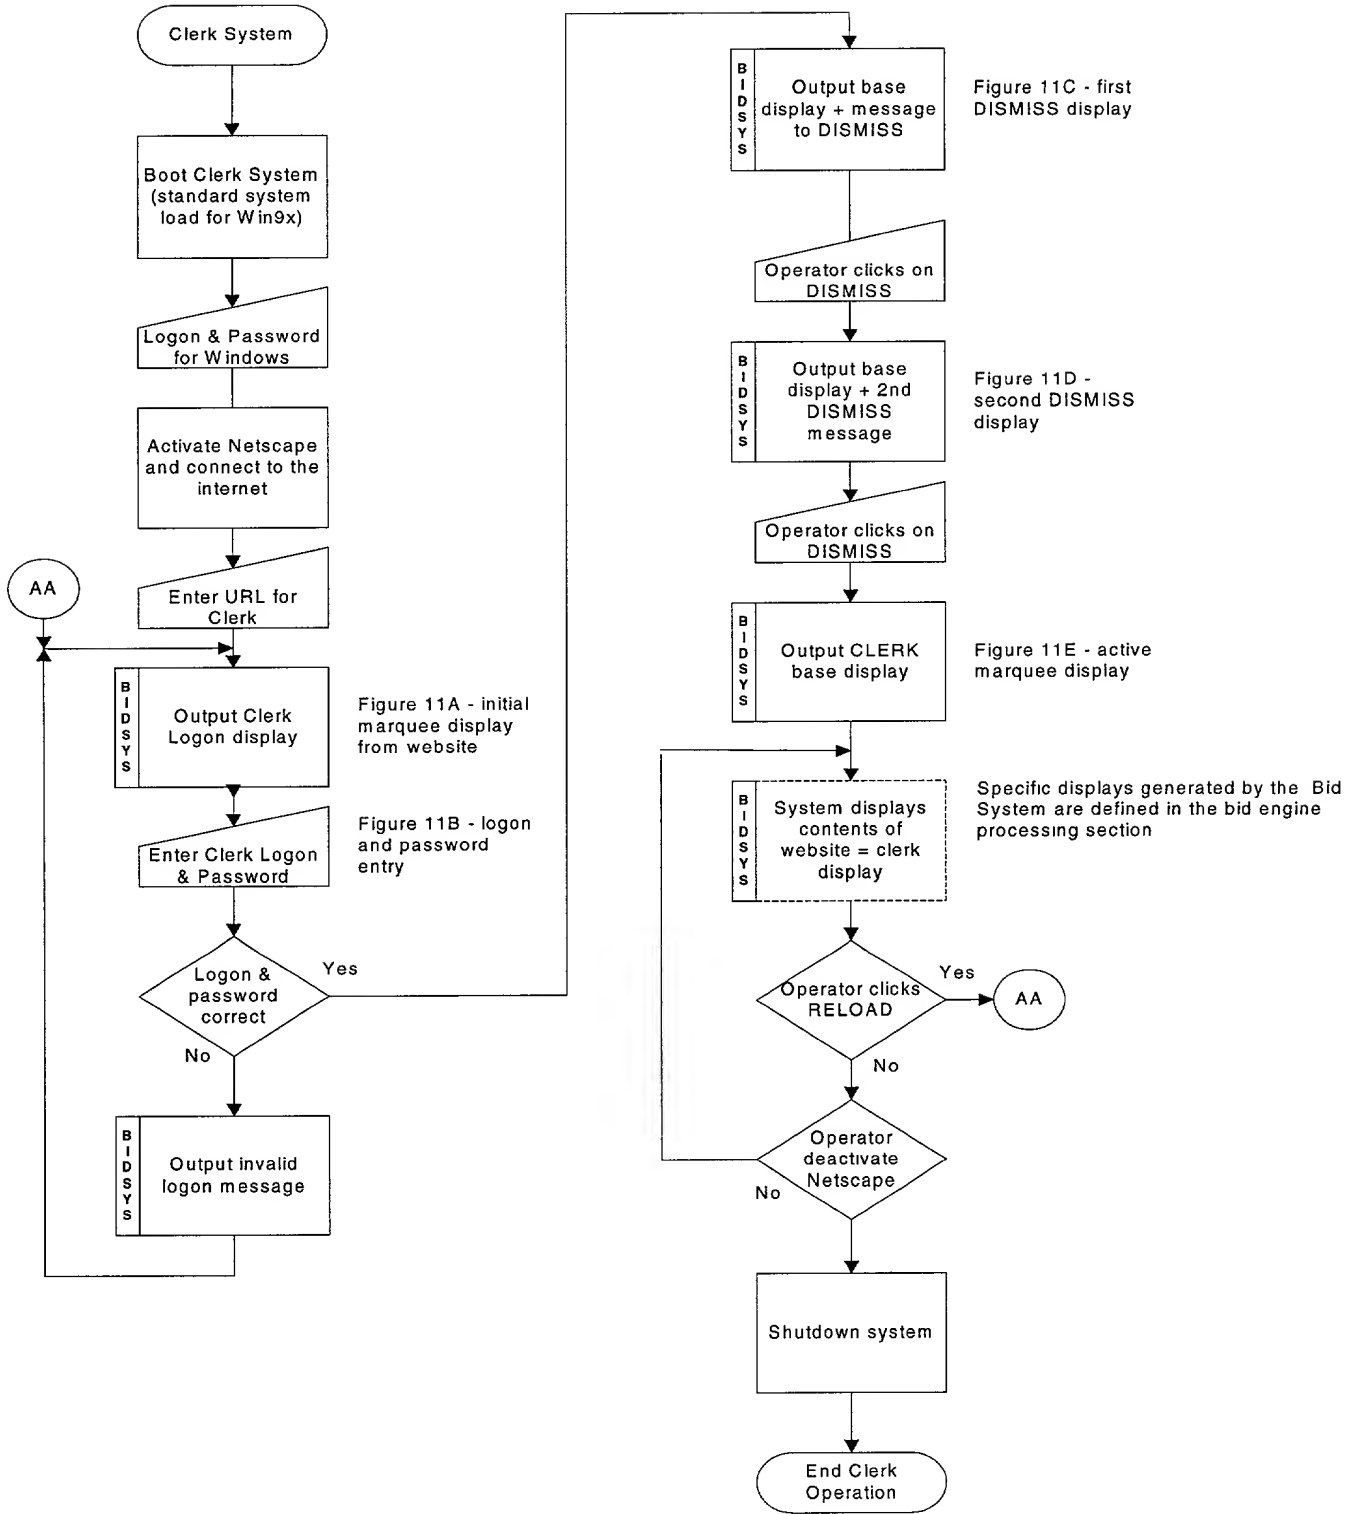 Clerk System
Boot Clerk System
(standard system
load for Win9x)
Logon & Password
for Windows
Activate Netscape
and connect to the
internet
AA
Enter URL for
Clerk
BIDSYS
Output Clerk
Logon display
Figure 11A - initial
marquee display
from website
Enter Clerk Logon
& Password
Figure 11B - logon
and password
entry
Logon &
password
correct
Yes
No
BIDSYS
Output invalid
logon message
BIDSYS
Output base
display + message
to DISMISS
Figure 11C - first
DISMISS display
Operator clicks on
DISMISS
BIDSYS
Output base
display + 2nd
DISMISS
message
Figure 11D -
second DISMISS
display
Operator clicks on
DISMISS
BIDSYS
Output CLERK
base display
Figure 11E - active
marquee display
BIDSYS
System displays
contents of
website = clerk
display
Specific displays generated by the Bid
System are defined in the bid engine
processing section
Operator clicks
RELOAD
Yes
AA
No
Operator
deactivate
Netscape
No
Shutdown system
End Clerk
Operation